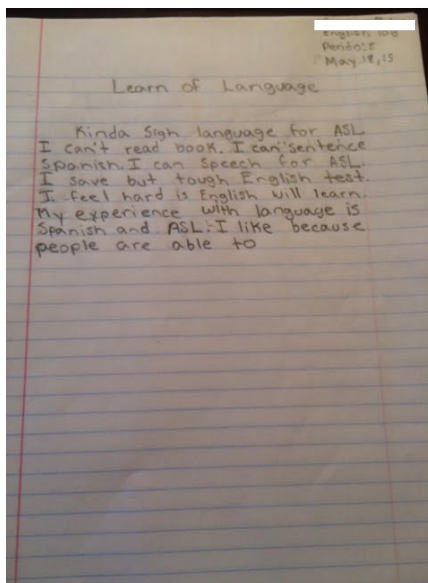 English 10B
Period:2
May.18,15
Learn of Language
Kinda Sigh language for ASL.
I can't read book. I can sentence
Spanish. I can speech for ASL.
I save but tough English test.
I feel hard is English will learn.
My experience with language is
Spanish and ASL. I like because
people are able to